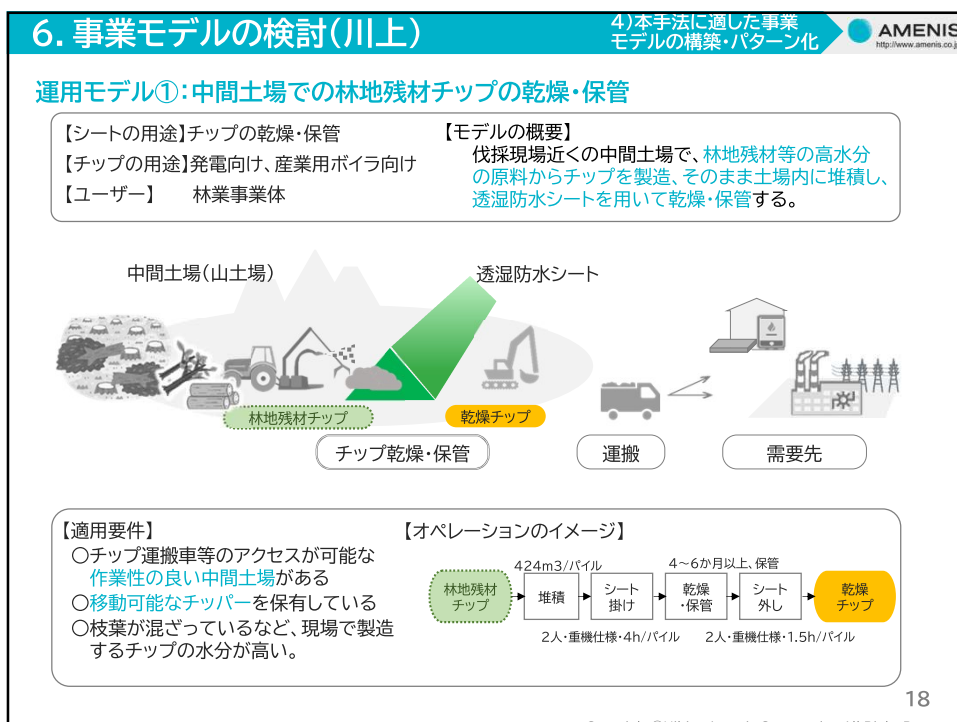 6.事業モデルの検討(川上)
4)本手法に適した事業
モデルの構築・パターン化
AMENIS
http://www.amenis.co.j
運用モデル①:中間土場での林地残材チップの乾燥・保管
【シートの用途】チップの乾燥・保管
【チップの用途】発電向け、産業用ボイラ向け
【ユーザー】 林業事業体
【モデルの概要】
伐採現場近くの中間土場で、林地残材等の高水分
の原料からチップを製造、そのまま土場内に堆積し、
透湿防水シートを用いて乾燥・保管する。
中間土場(山土場)
透湿防水シート
林地残材チップ
乾燥チップ
チップ乾燥・保管
運搬
需要先
【適用要件】
○チップ運搬車等のアクセスが可能な
作業性の良い中間土場がある
○移動可能なチッパーを保有している
○枝葉が混ざっているなど、現場で製造
するチップの水分が高い。
【オペレーションのイメージ】
424m3/パイル
4~6か月以上、保管
林地残材
チップ
堆積
シート
掛け
乾燥
・保管
シート
外し
乾燥
チップ
2人・重機仕様・4h/パイル
2人・重機仕様・1.5h/パイル
18